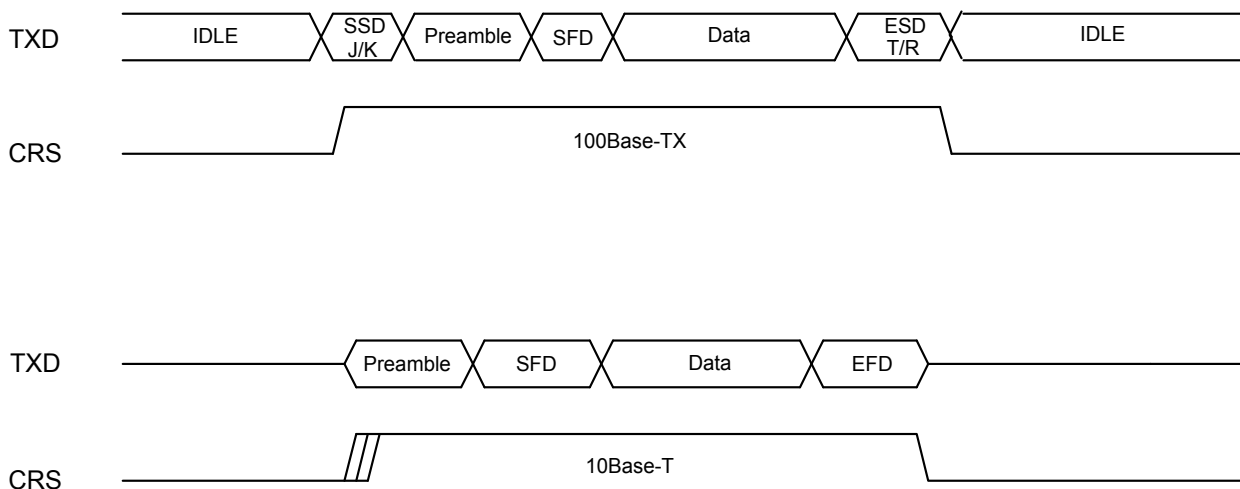 TXD IDLE SSD J/K Preamble SFD Data ESD T/R IDLE
CRS 100Base-TX
TXD Preamble SFD Data EFD
CRS 10Base-T